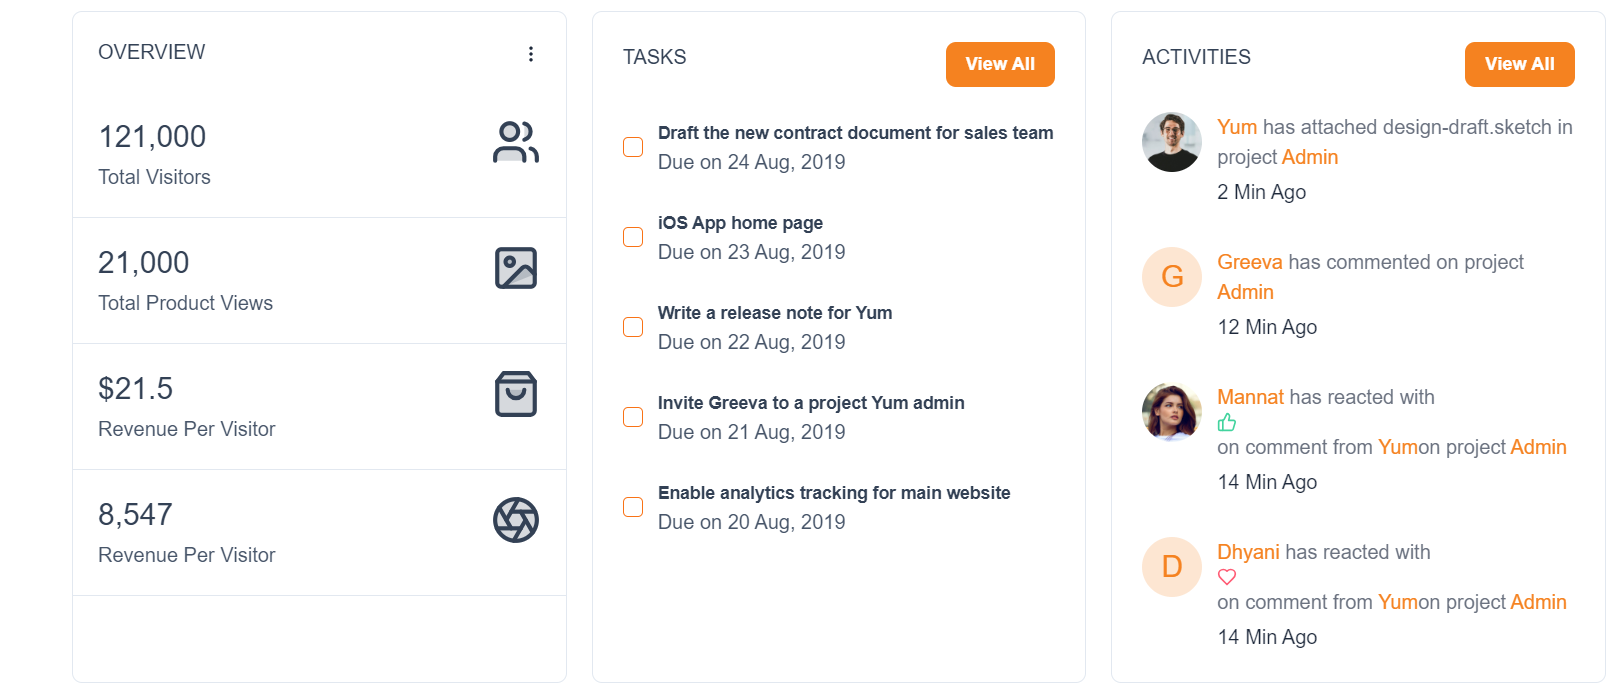 OVERVIEW
121,000
Total Visitors
21,000
Total Product Views
$21.5
Revenue Per Visitor
8,547
Revenue Per Visitor
TASKS
View All
Draft the new contract document for sales team
Due on 24 Aug, 2019
iOS App home page
Due on 23 Aug, 2019
Write a release note for Yum
Due on 22 Aug, 2019
Invite Greeva to a project Yum admin
Due on 21 Aug, 2019
Enable analytics tracking for main website
Due on 20 Aug, 2019
ACTIVITIES
View All
Yum has attached design-draft.sketch in
project Admin
2 Min Ago
G
Greeva has commented on project
Admin
12 Min Ago
Mannat has reacted with
on comment from Yumon project Admin
14 Min Ago
D
Dhyani has reacted with
on comment from Yumon project Admin
14 Min Ago